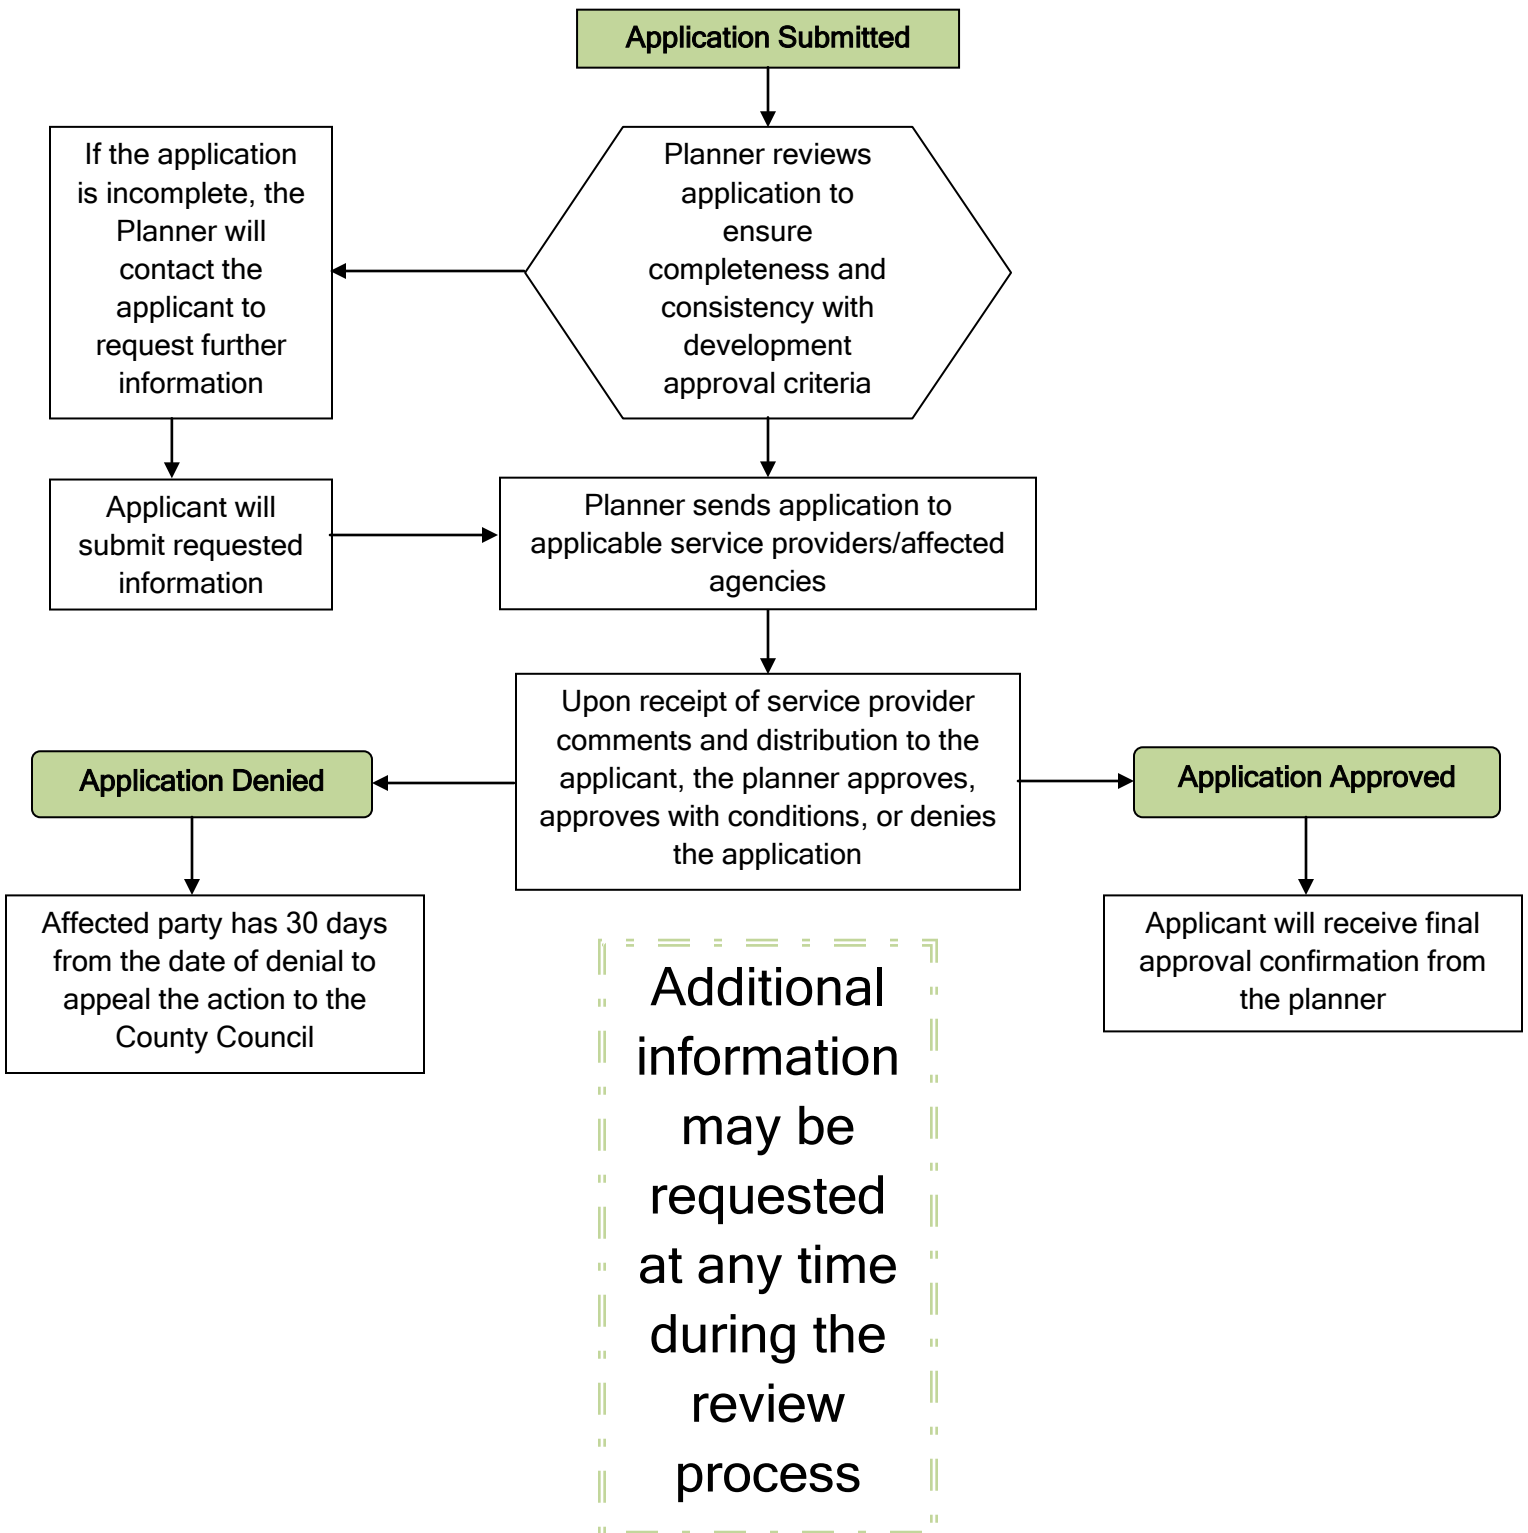 Application Submitted
If the application
is incomplete, the
Planner will
contact the
applicant to
request further
information
Planner reviews
application to
ensure
completeness and
consistency with
development
approval criteria
Applicant will
submit requested
information
Planner sends application to
applicable service providers/affected
agencies
Upon receipt of service provider
comments and distribution to the
applicant, the planner approves,
approves with conditions, or denies
the application
Application Denied
Application Approved
Affected party has 30 days
from the date of denial to
appeal the action to the
County Council
Applicant will receive final
approval confirmation from
the planner
Additional
information
may be
requested
at any time
during the
review
process